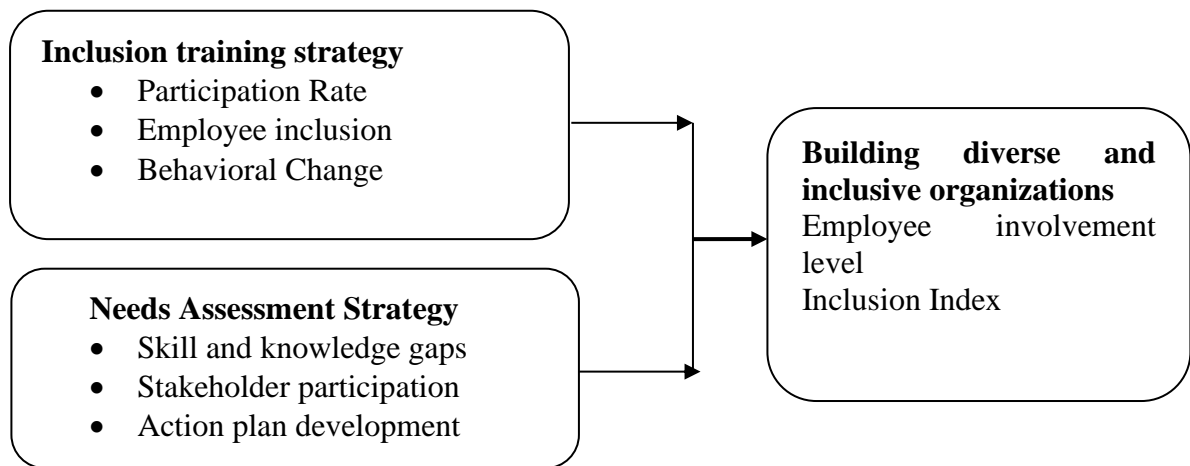 Inclusion training strategy
• Participation Rate
• Employee inclusion
• Behavioral Change
Needs Assessment Strategy
• Skill and knowledge gaps
• Stakeholder participation
• Action plan development
Building diverse and
inclusive organizations
Employee involvement
level
Inclusion Index